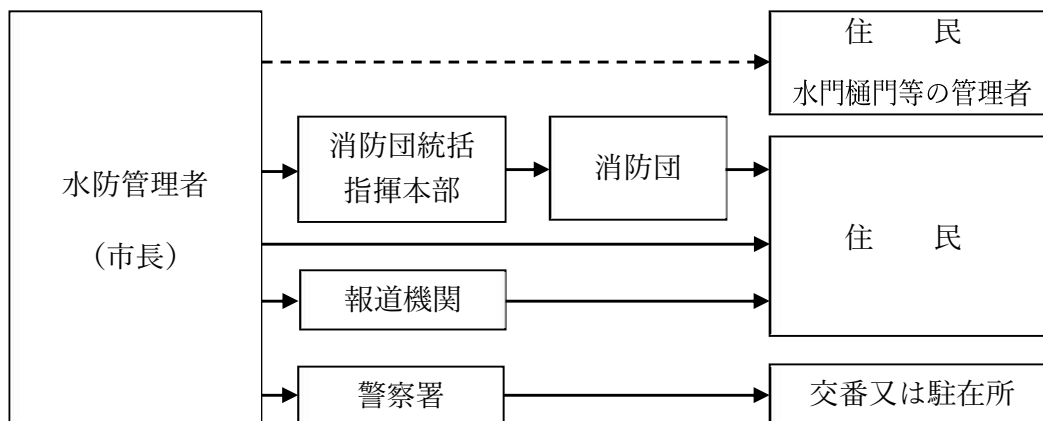 水防管理者
（市長）
住　　民
水門樋門等の管理者
消防団統括
指揮本部
消防団
住　　民
報道機関
警察署
交番又は駐在所